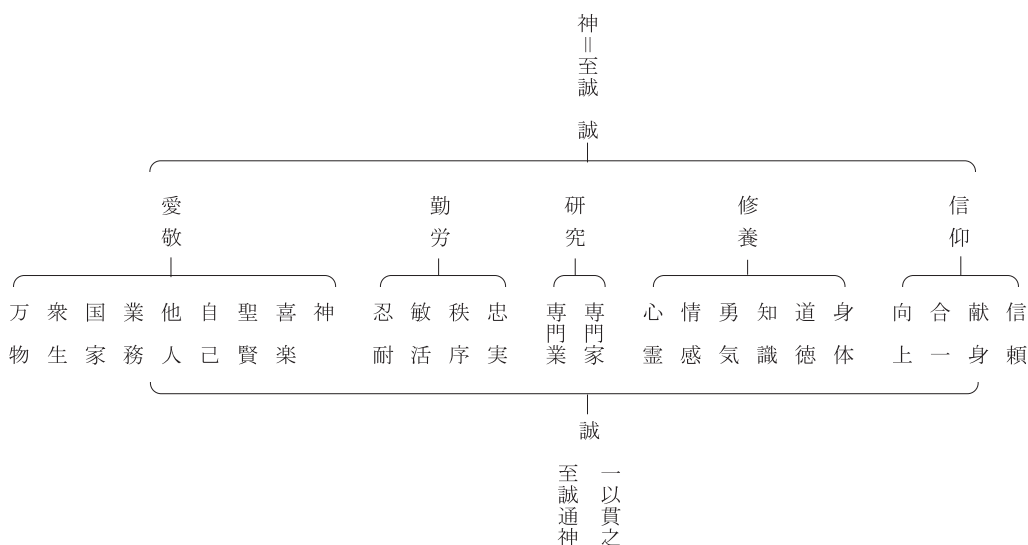 神＝至誠　誠
信仰
修養
研究
勤労
愛敬
信頼
献身
合一
向上
身体
道徳
知識
勇気
情感
心霊
専門家
専門業
忠実
秩序
敏活
忍耐
神
喜楽
聖賢
自己
他人
業務
国家
衆生
万物
誠
一以貫之
至誠通神